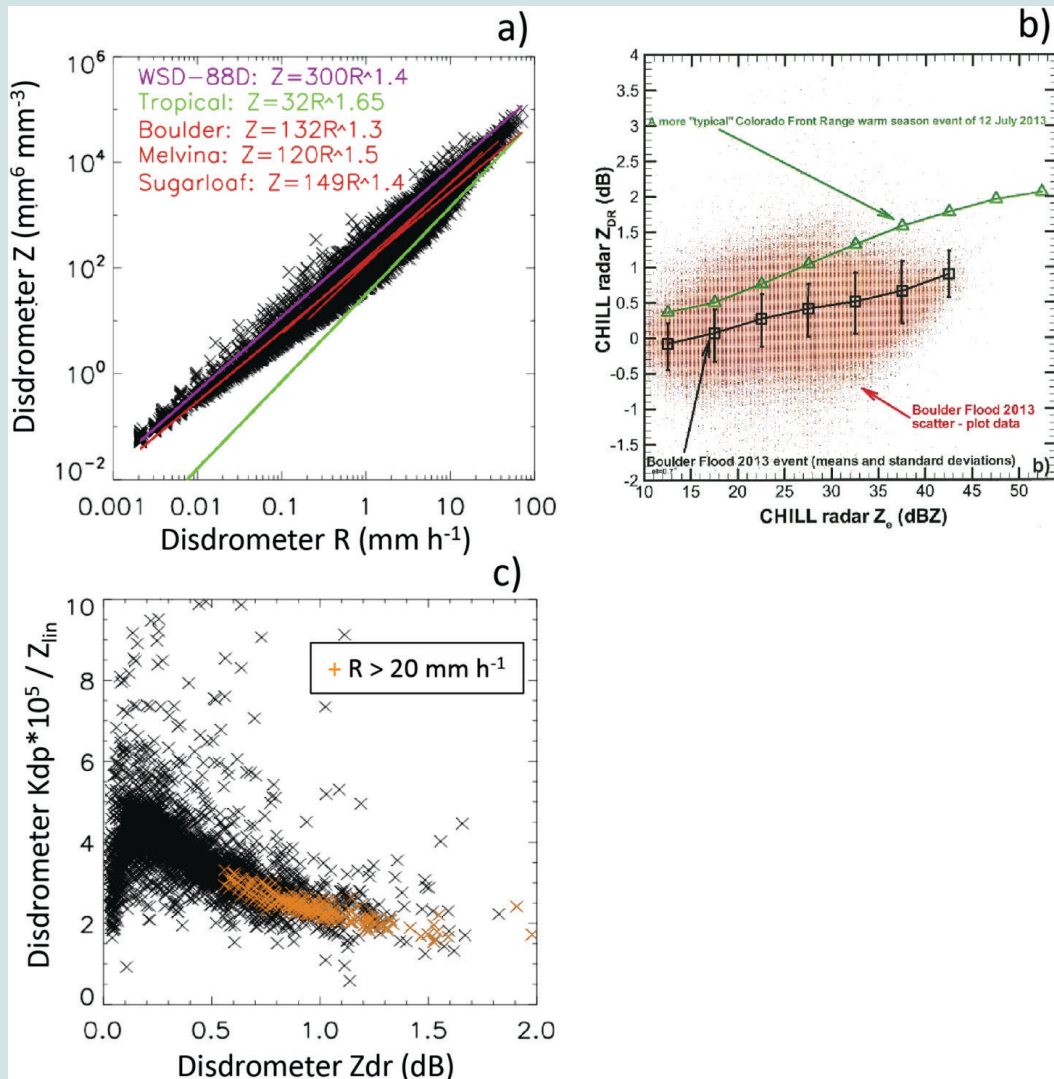 a)
10^6
10^4
10^2
10^0
10^-2
Disdrometer Z (mm^6 mm^-3)
WSD-88D: Z=300R^1.4
Tropical: Z=32R^1.65
Boulder: Z=132R^1.3
Melvina: Z=120R^1.5
Sugarloaf: Z=149R^1.4
0.001 0.01 0.1 1 10 100
Disdrometer R (mm h^-1)
b)
4
3.5
3
2.5
2
1.5
1
0.5
0
-0.5
-1
-1.5
-2
CHILL radar Z_DR (dB)
A more "typical" Colorado Front Range warm season event of 12 July 2013
Boulder Flood 2013
scatter - plot data
Boulder Flood 2013 event (means and standard deviations)
b)
10 15 20 25 30 35 40 45 50
CHILL radar Z_e (dBZ)
c)
10
8
6
4
2
0
Disdrometer Kdp*10^5 / Z_lin
+ R > 20 mm h^-1
0.0 0.5 1.0 1.5 2.0
Disdrometer Zdr (dB)